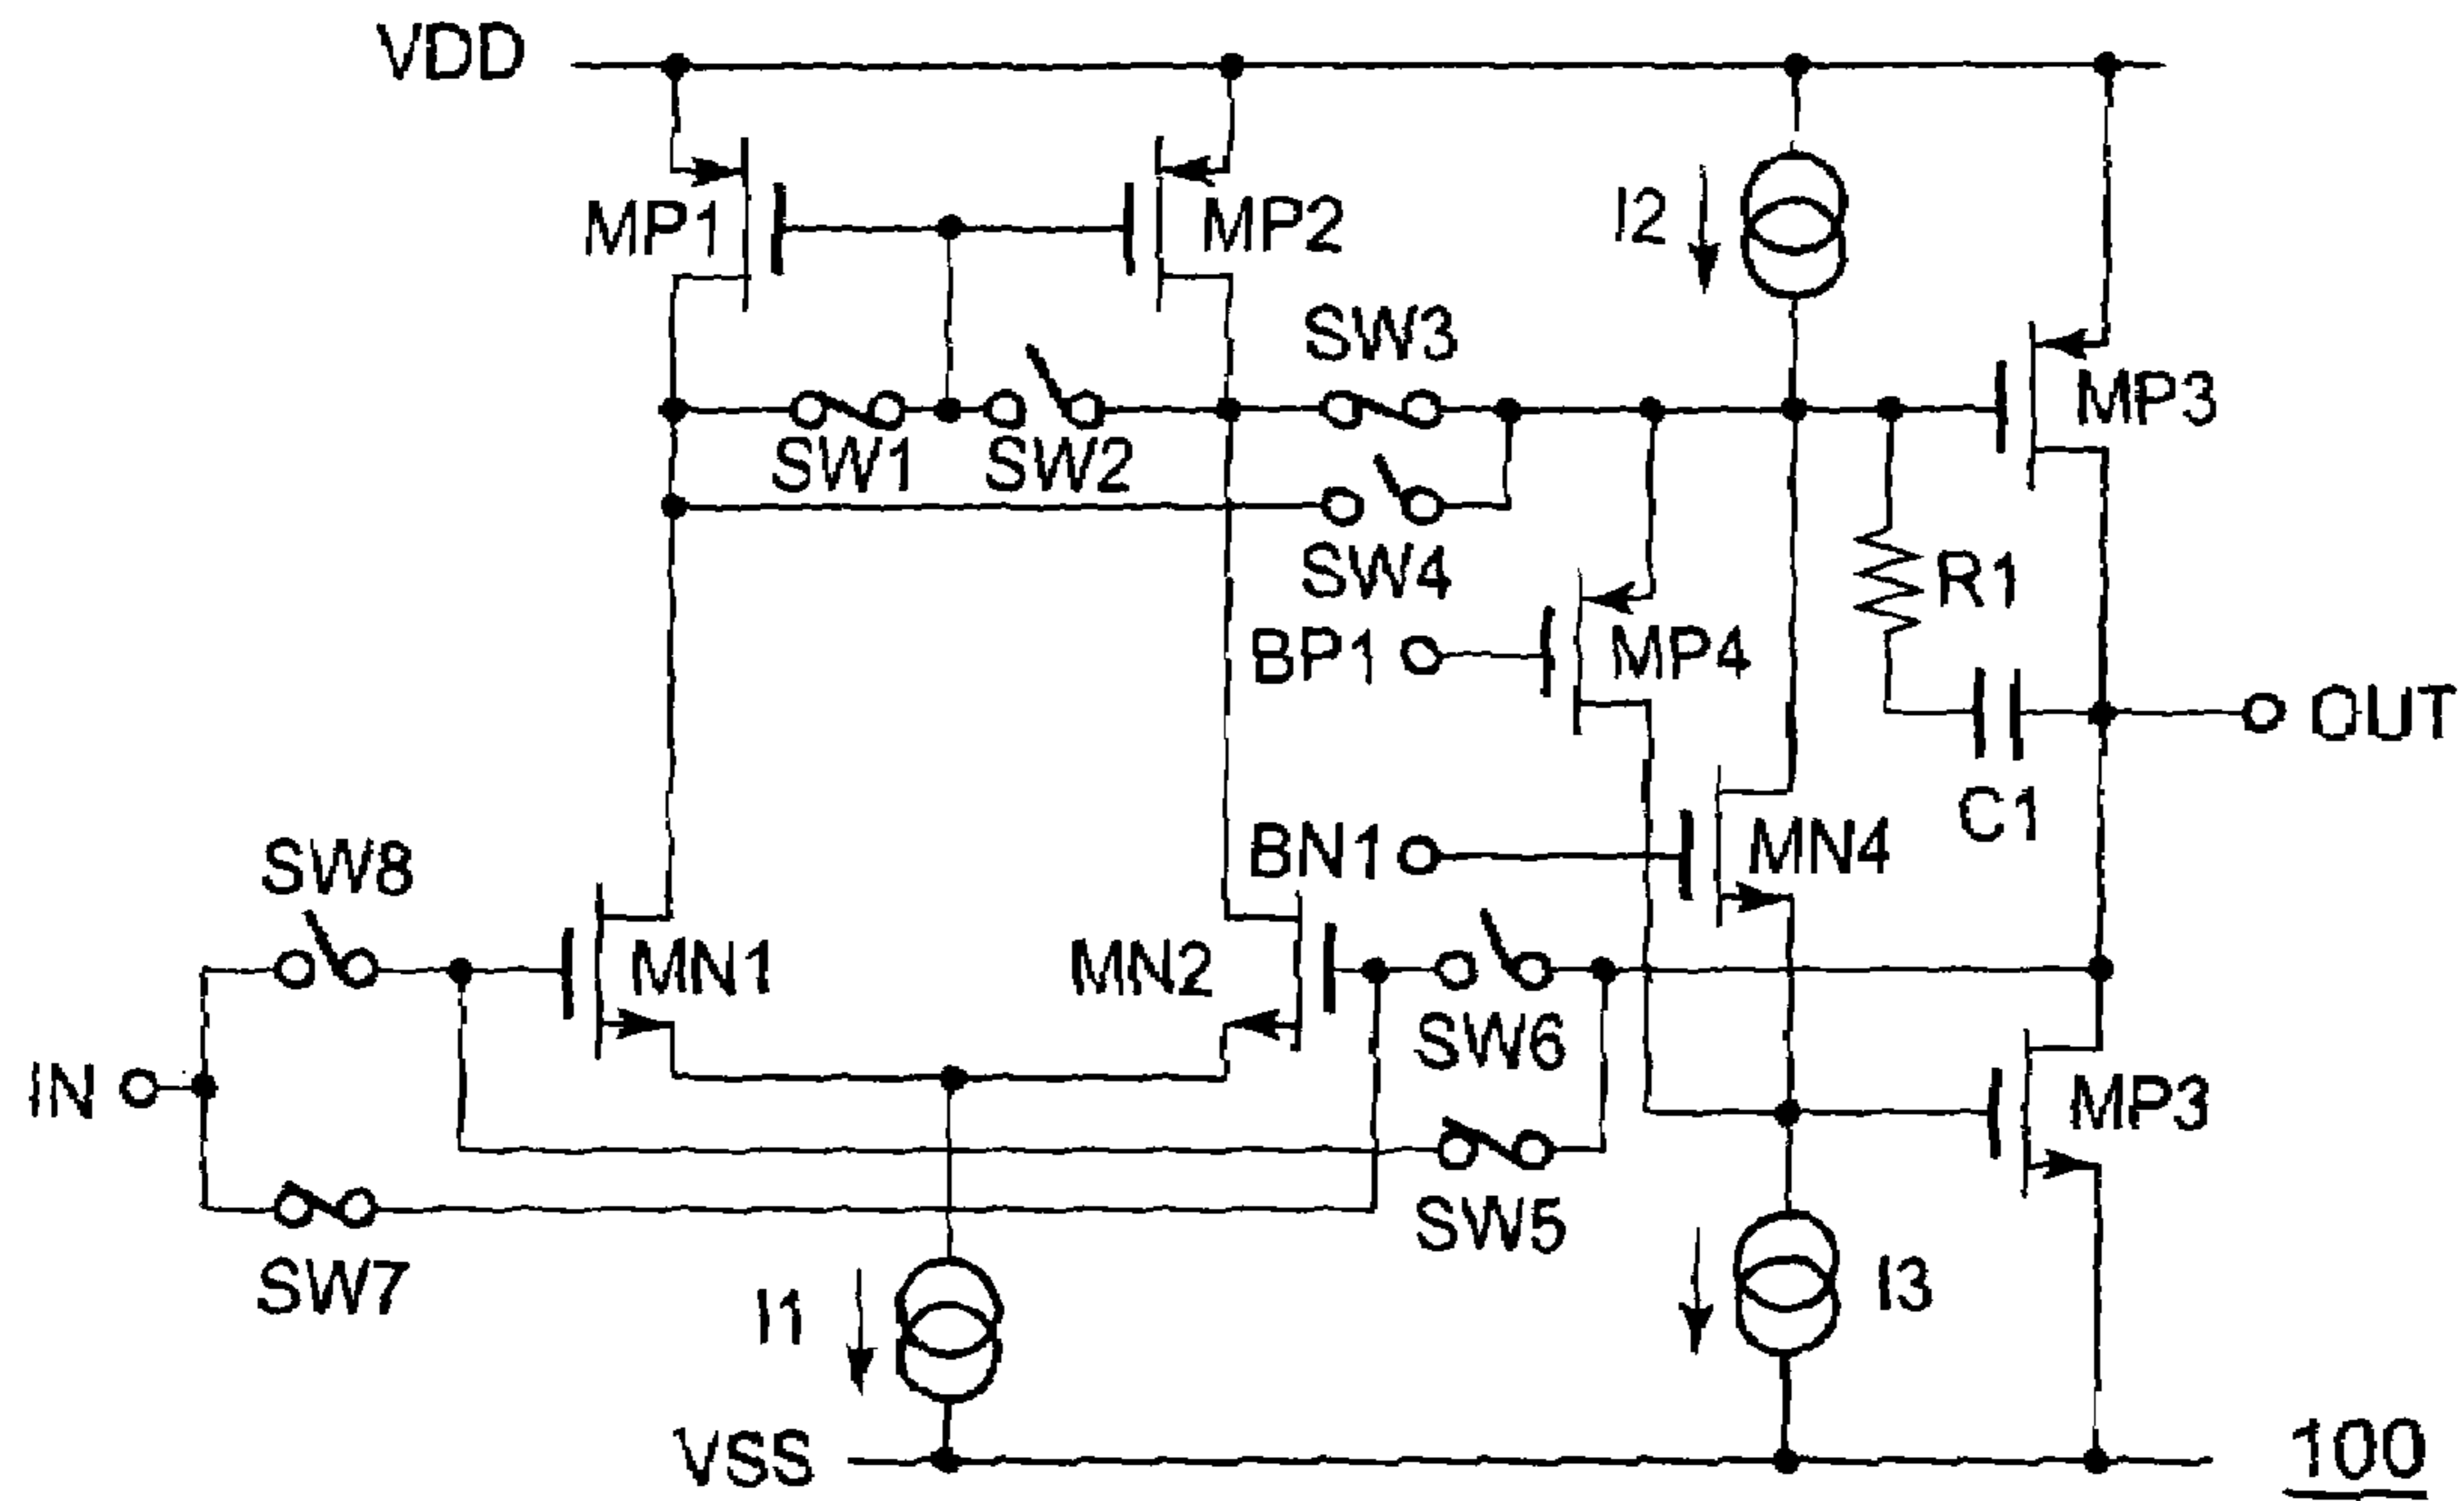 VDD
MP1
MP2
I2
SW3
MP3
SW1
SW2
SW4
R1
BP1
MP4
OUT
C1
SW8
BN1
MN4
MN1
MN2
SW6
IN
MP3
SW5
SW7
I1
I3
VSS
100